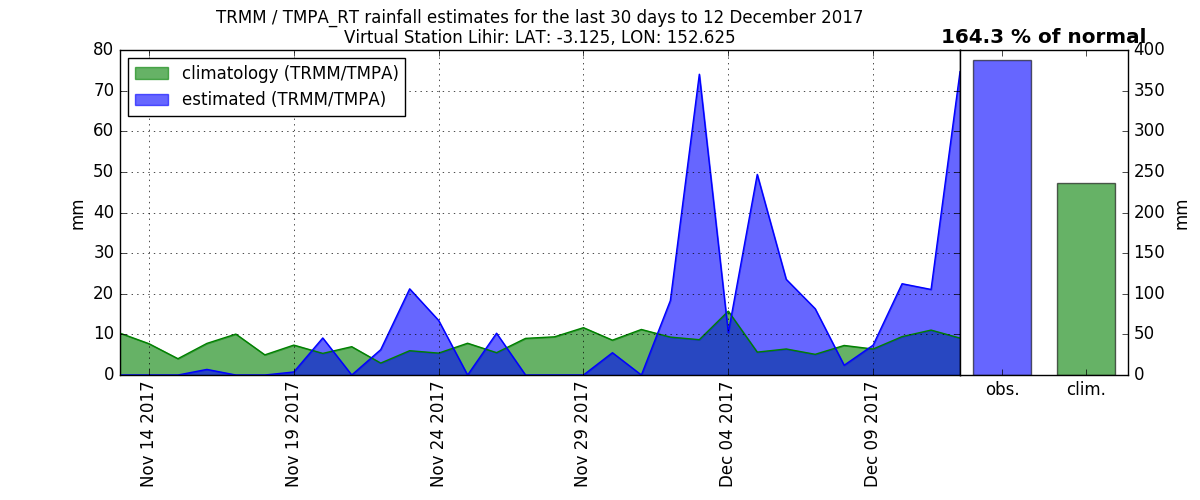 TRMM / TMPA_RT rainfall estimates for the last 30 days to 12 December 2017
Virtual Station Lihir: LAT: -3.125, LON: 152.625
164.3 % of normal
climatology (TRMM/TMPA)
estimated (TRMM/TMPA)
80
70
60
50
40
30
20
10
0
mm
Nov 14 2017
Nov 19 2017
Nov 24 2017
Nov 29 2017
Dec 04 2017
Dec 09 2017
obs.
clim.
400
350
300
250
200
150
100
50
0
mm